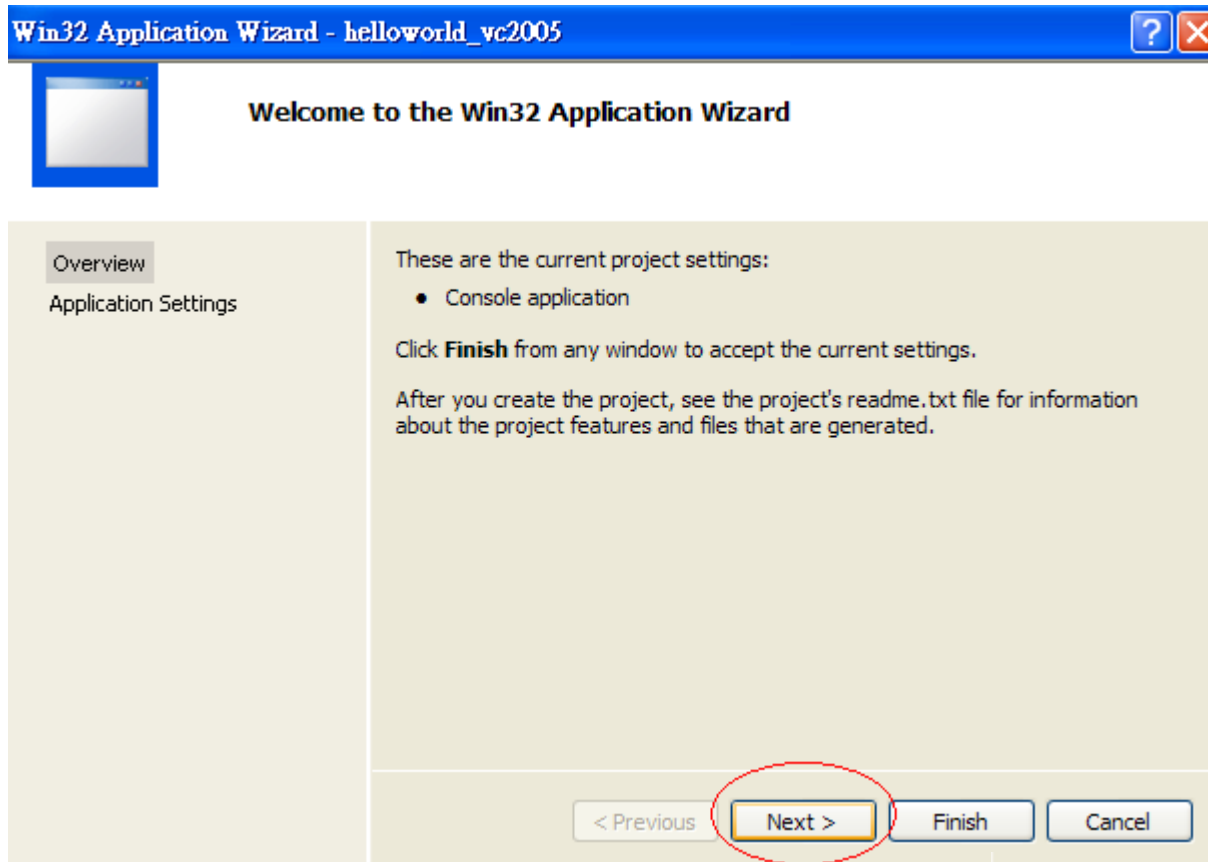 Win32 Application Wizard - helloworld_vc2005
?
Welcome to the Win32 Application Wizard
Overview
Application Settings
These are the current project settings:
● Console application
Click Finish from any window to accept the current settings.
After you create the project, see the project's readme.txt file for information
about the project features and files that are generated.
< Previous Next > Finish Cancel